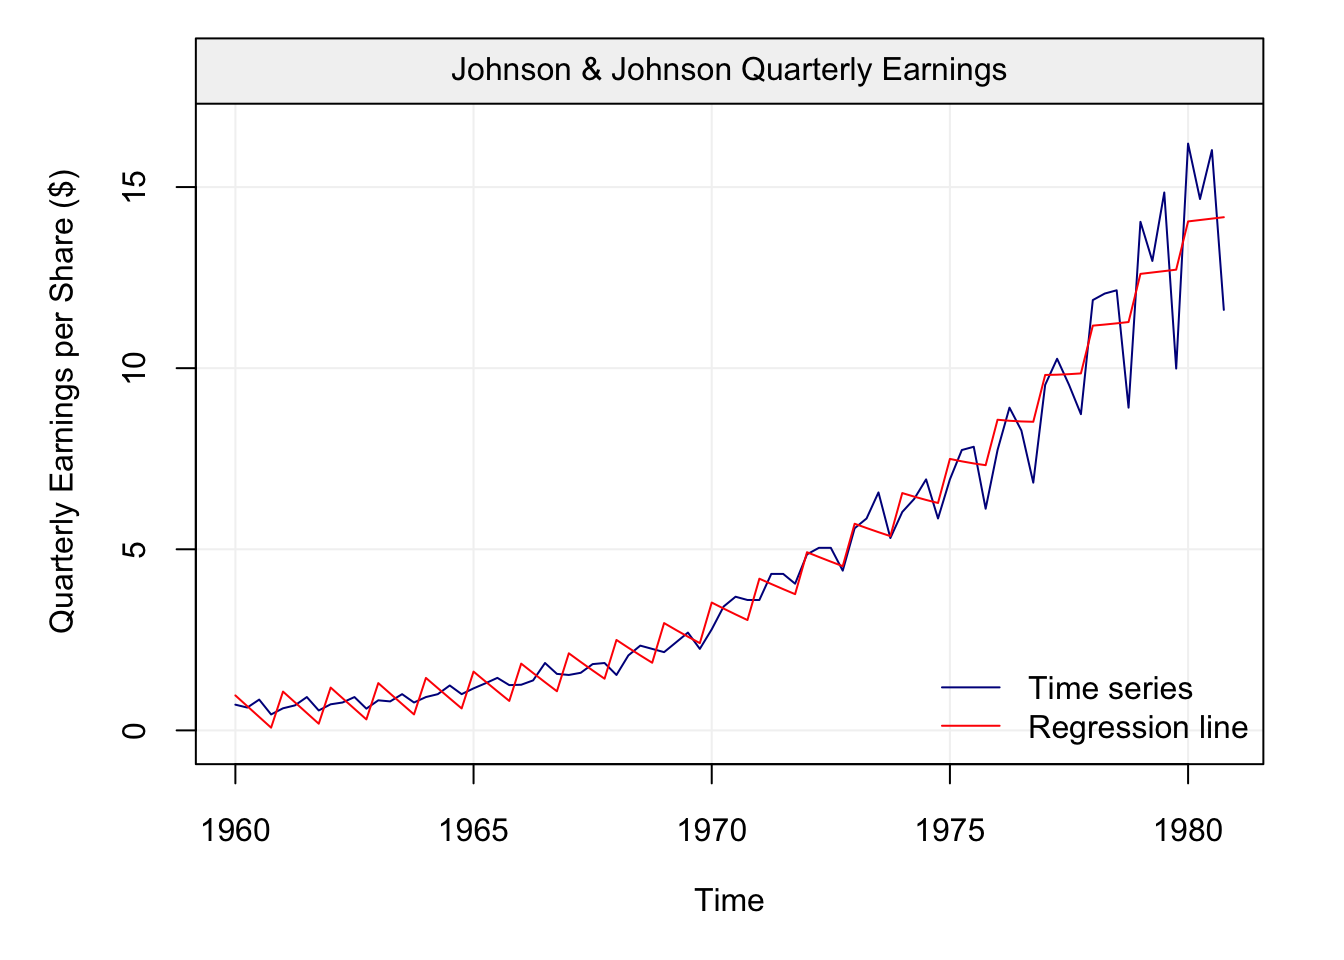 Johnson & Johnson Quarterly Earnings
Quarterly Earnings per Share ($)
15
10
5
0
Time series
Regression line
1960 1965 1970 1975 1980
Time